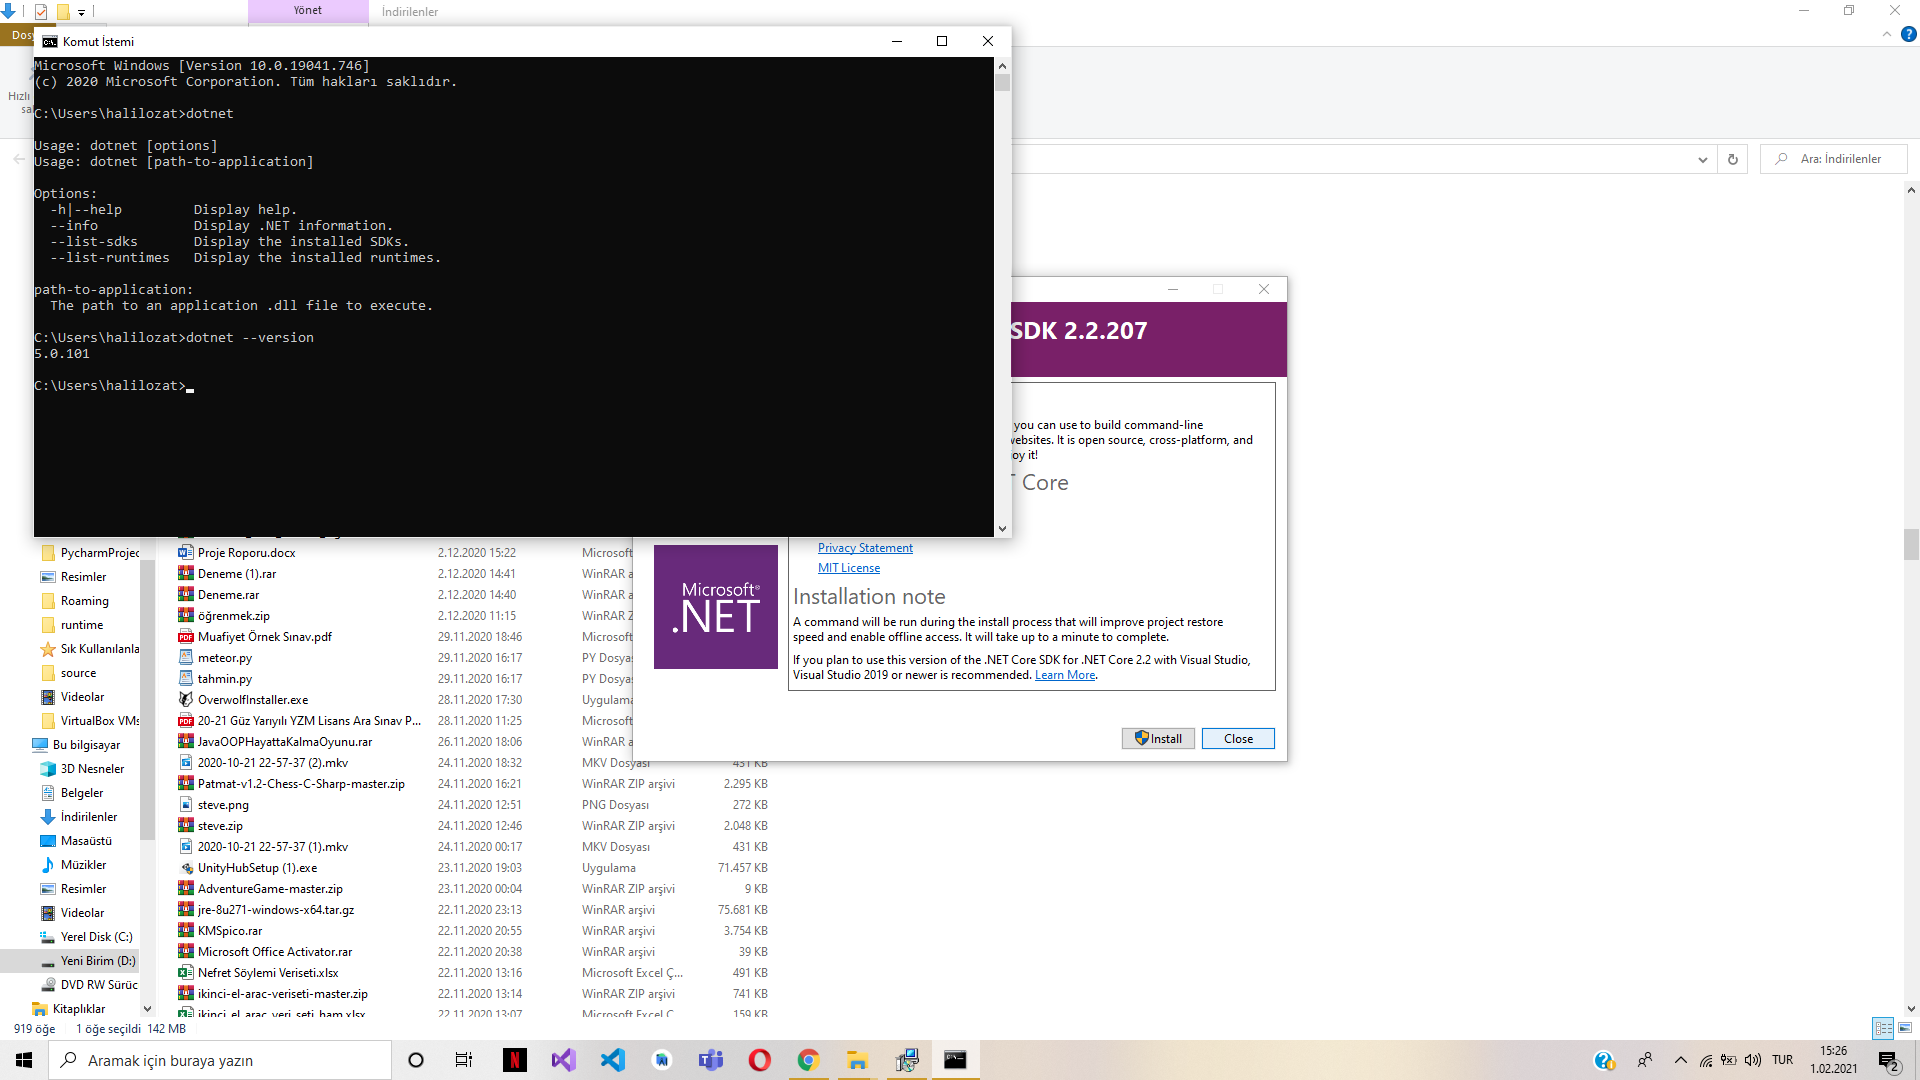 Yönet
İndirilenler
Dos
Hızlı
sa
Ara: İndirilenler
Komut İstemi
Microsoft Windows [Version 10.0.19041.746]
(c) 2020 Microsoft Corporation. Tüm hakları saklıdır.
C:\Users\halilozat>dotnet
Usage: dotnet [options]
Usage: dotnet [path-to-application]
Options:
-h|--help Display help.
--info Display .NET information.
--list-sdks Display the installed SDKs.
--list-runtimes Display the installed runtimes.
path-to-application:
The path to an application .dll file to execute.
C:\Users\halilozat>dotnet --version
5.0.101
C:\Users\halilozat>
SDK 2.2.207
you can use to build command-line
websites. It is open source, cross-platform, and
oy it!
T Core
Privacy Statement
MIT License
Microsoft®
.NET
Installation note
A command will be run during the install process that will improve project restore
speed and enable offline access. It will take up to a minute to complete.
If you plan to use this version of the .NET Core SDK for .NET Core 2.2 with Visual Studio,
Visual Studio 2019 or newer is recommended. Learn More.
Install
Close
PycharmProjec
Resimler
Roaming
runtime
Sık Kullanılanla
source
Videolar
VirtualBox VMs
Bu bilgisayar
3D Nesneler
Belgeler
İndirilenler
Masaüstü
Müzikler
Resimler
Videolar
Yerel Disk (C:)
Yeni Birim (D:)
DVD RW Sürüc
Kitaplıklar
Proje Roporu.docx 2.12.2020 15:22 Microsoft
Deneme (1).rar 2.12.2020 14:41 WinRAR a
Deneme.rar 2.12.2020 14:40 WinRAR a
öğrenmek.zip 2.12.2020 11:15 WinRAR Z
Muafiyet Örnek Sınav.pdf 29.11.2020 18:46 Microsoft
meteor.py 29.11.2020 16:17 PY Dosya
tahmin.py 29.11.2020 16:17 PY Dosya
OverwolfInstaller.exe 28.11.2020 17:30 Uygulama
20-21 Güz Yarıyılı YZM Lisans Ara Sınav P... 28.11.2020 11:25 Microsoft
JavaOOPHayattaKalmaOyunu.rar 26.11.2020 18:06 WinRAR a
2020-10-21 22-57-37 (2).mkv 24.11.2020 18:32 MKV Dosyası 431 KB
Patmat-v1.2-Chess-C-Sharp-master.zip 24.11.2020 16:21 WinRAR ZIP arşivi 2.295 KB
steve.png 24.11.2020 12:51 PNG Dosyası 272 KB
steve.zip 24.11.2020 12:46 WinRAR ZIP arşivi 2.048 KB
2020-10-21 22-57-37 (1).mkv 24.11.2020 00:17 MKV Dosyası 431 KB
UnityHubSetup (1).exe 23.11.2020 19:03 Uygulama 71.457 KB
AdventureGame-master.zip 23.11.2020 00:04 WinRAR ZIP arşivi 9 KB
jre-8u271-windows-x64.tar.gz 22.11.2020 23:13 WinRAR arşivi 75.681 KB
KMSpico.rar 22.11.2020 20:55 WinRAR arşivi 3.754 KB
Microsoft Office Activator.rar 22.11.2020 20:38 WinRAR arşivi 39 KB
Nefret Söylemi Veriseti.xlsx 22.11.2020 13:16 Microsoft Excel Ç... 491 KB
ikinci-el-arac-veriseti-master.zip 22.11.2020 13:14 WinRAR ZIP arşivi 741 KB
ikinci_el_arac_veri_seti_ham.xlsx 22.11.2020 13:07 Microsoft Excel Ç... 159 KB
919 öğe 1 öğe seçildi 142 MB
Aramak için buraya yazın
TUR
15:26
1.02.2021
2